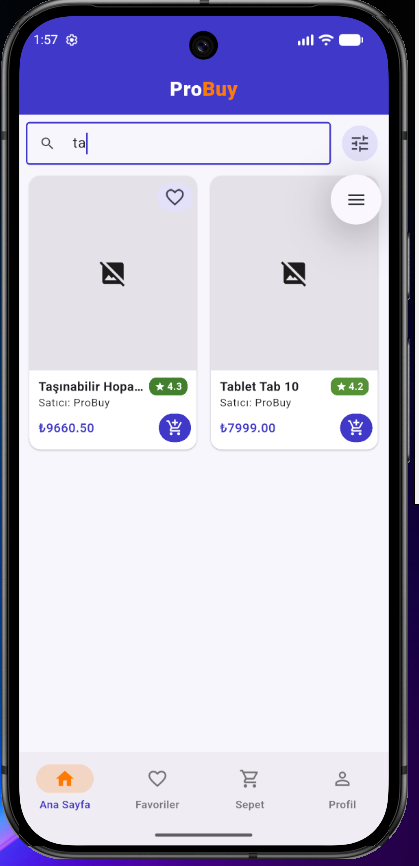 1:57
ProBuy
ta
Taşınabilir Hopa... ★ 4.3
Satıcı: ProBuy
₺9660.50
Tablet Tab 10 ★ 4.2
Satıcı: ProBuy
₺7999.00
Ana Sayfa
Favoriler
Sepet
Profil